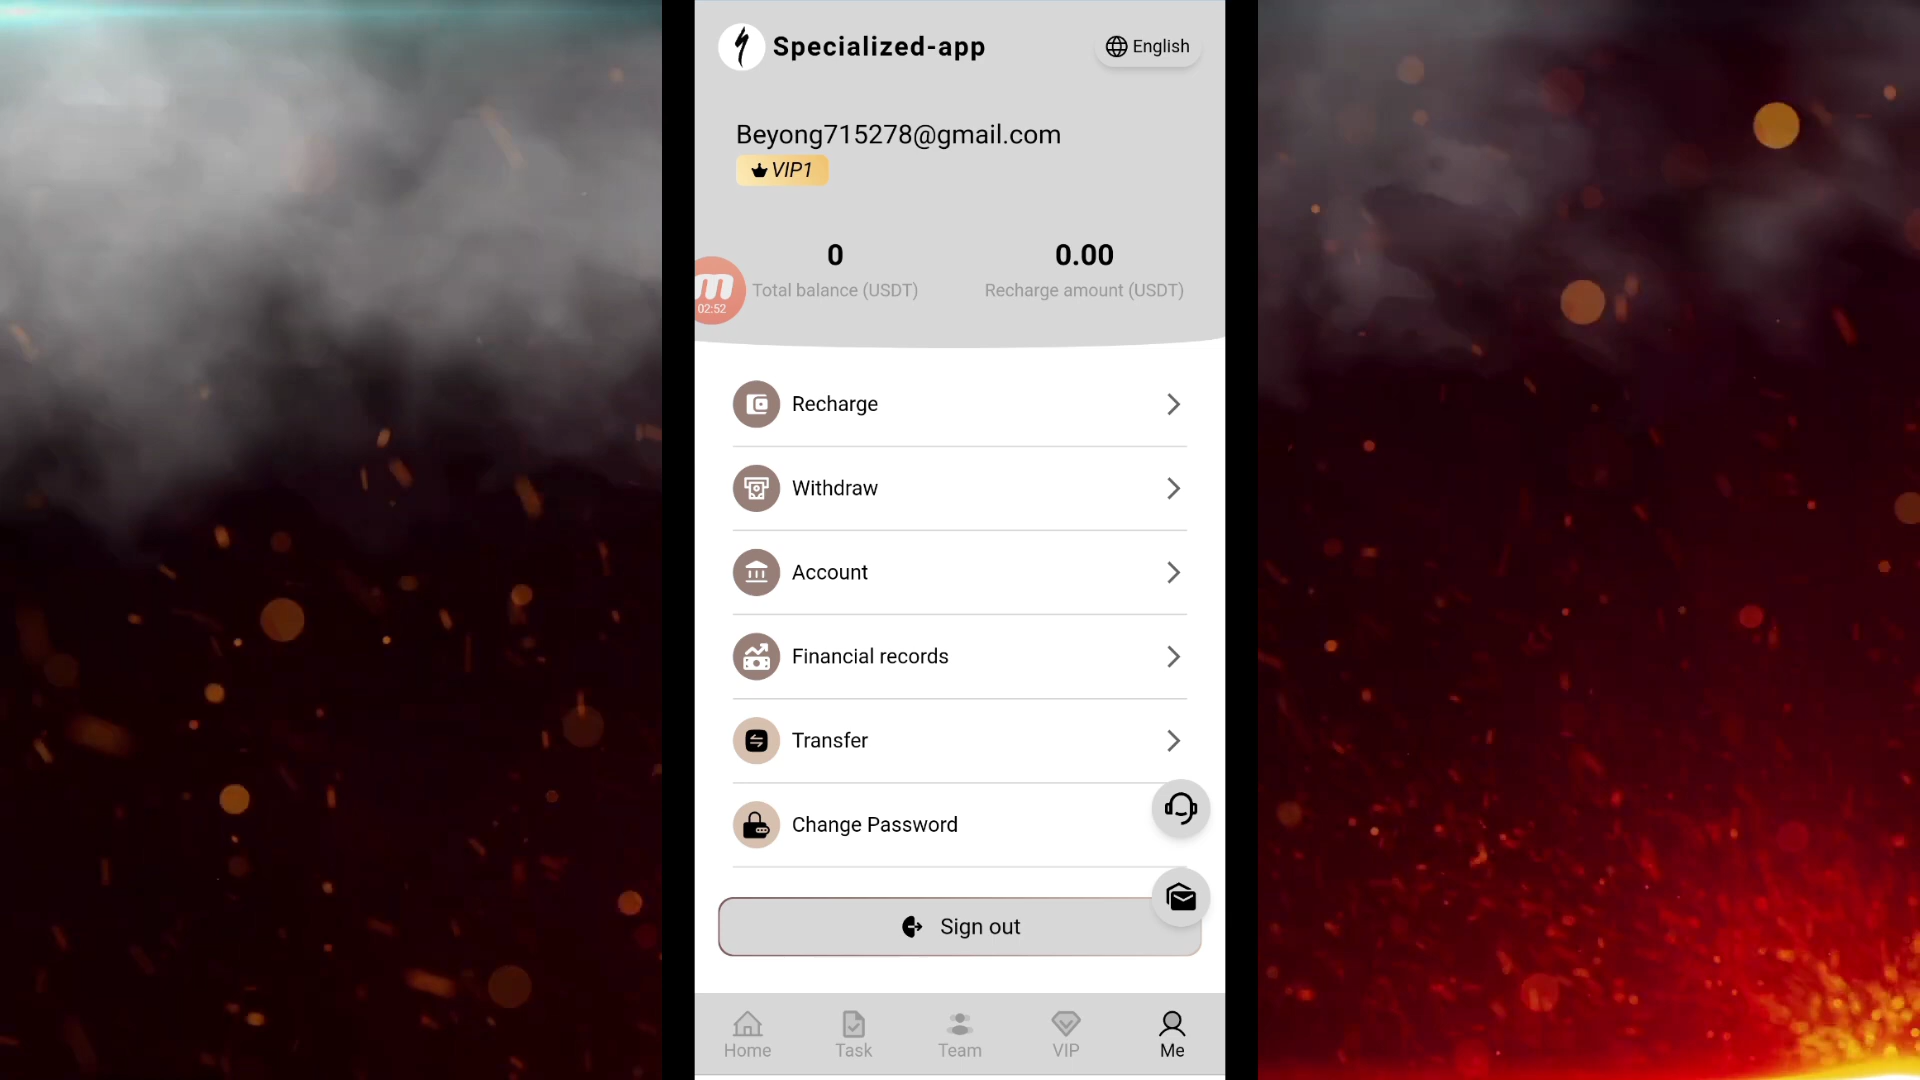 Specialized-app
English
Beyong715278@gmail.com
VIP1
0
0.00
Total balance (USDT)
Recharge amount (USDT)
m
02:52
Recharge
Withdraw
Account
Financial records
Transfer
Change Password
Sign out
Home
Task
Team
VIP
Me